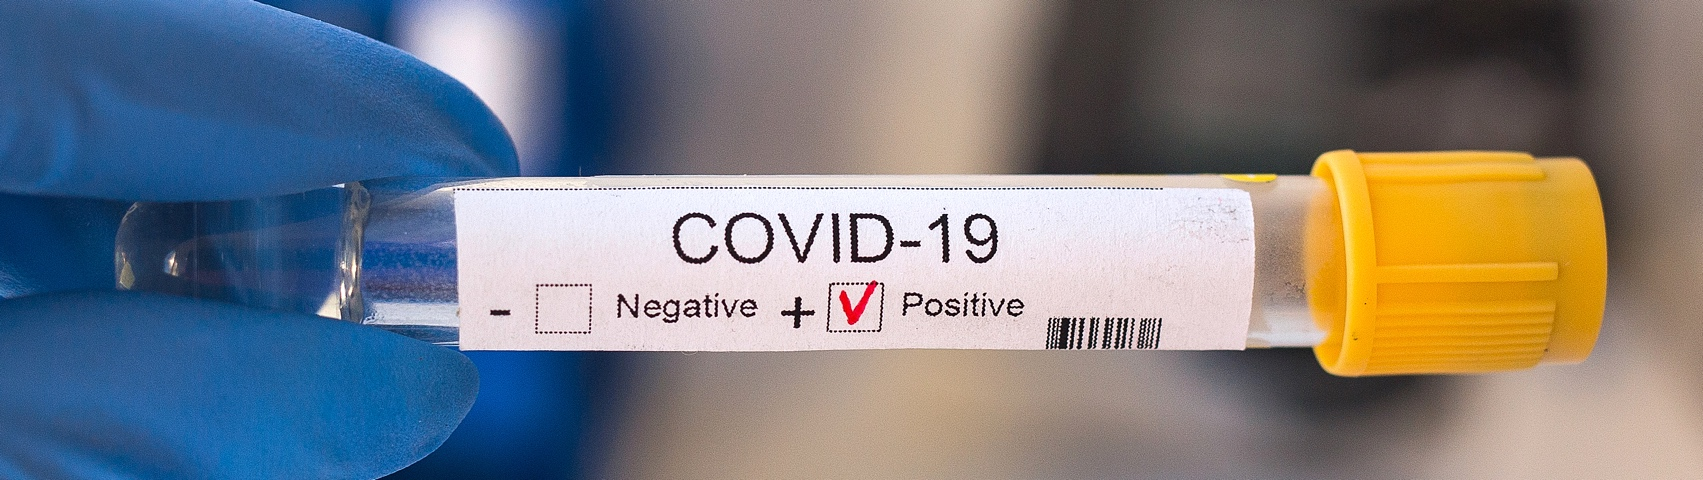 COVID-19
- Negative + Positive